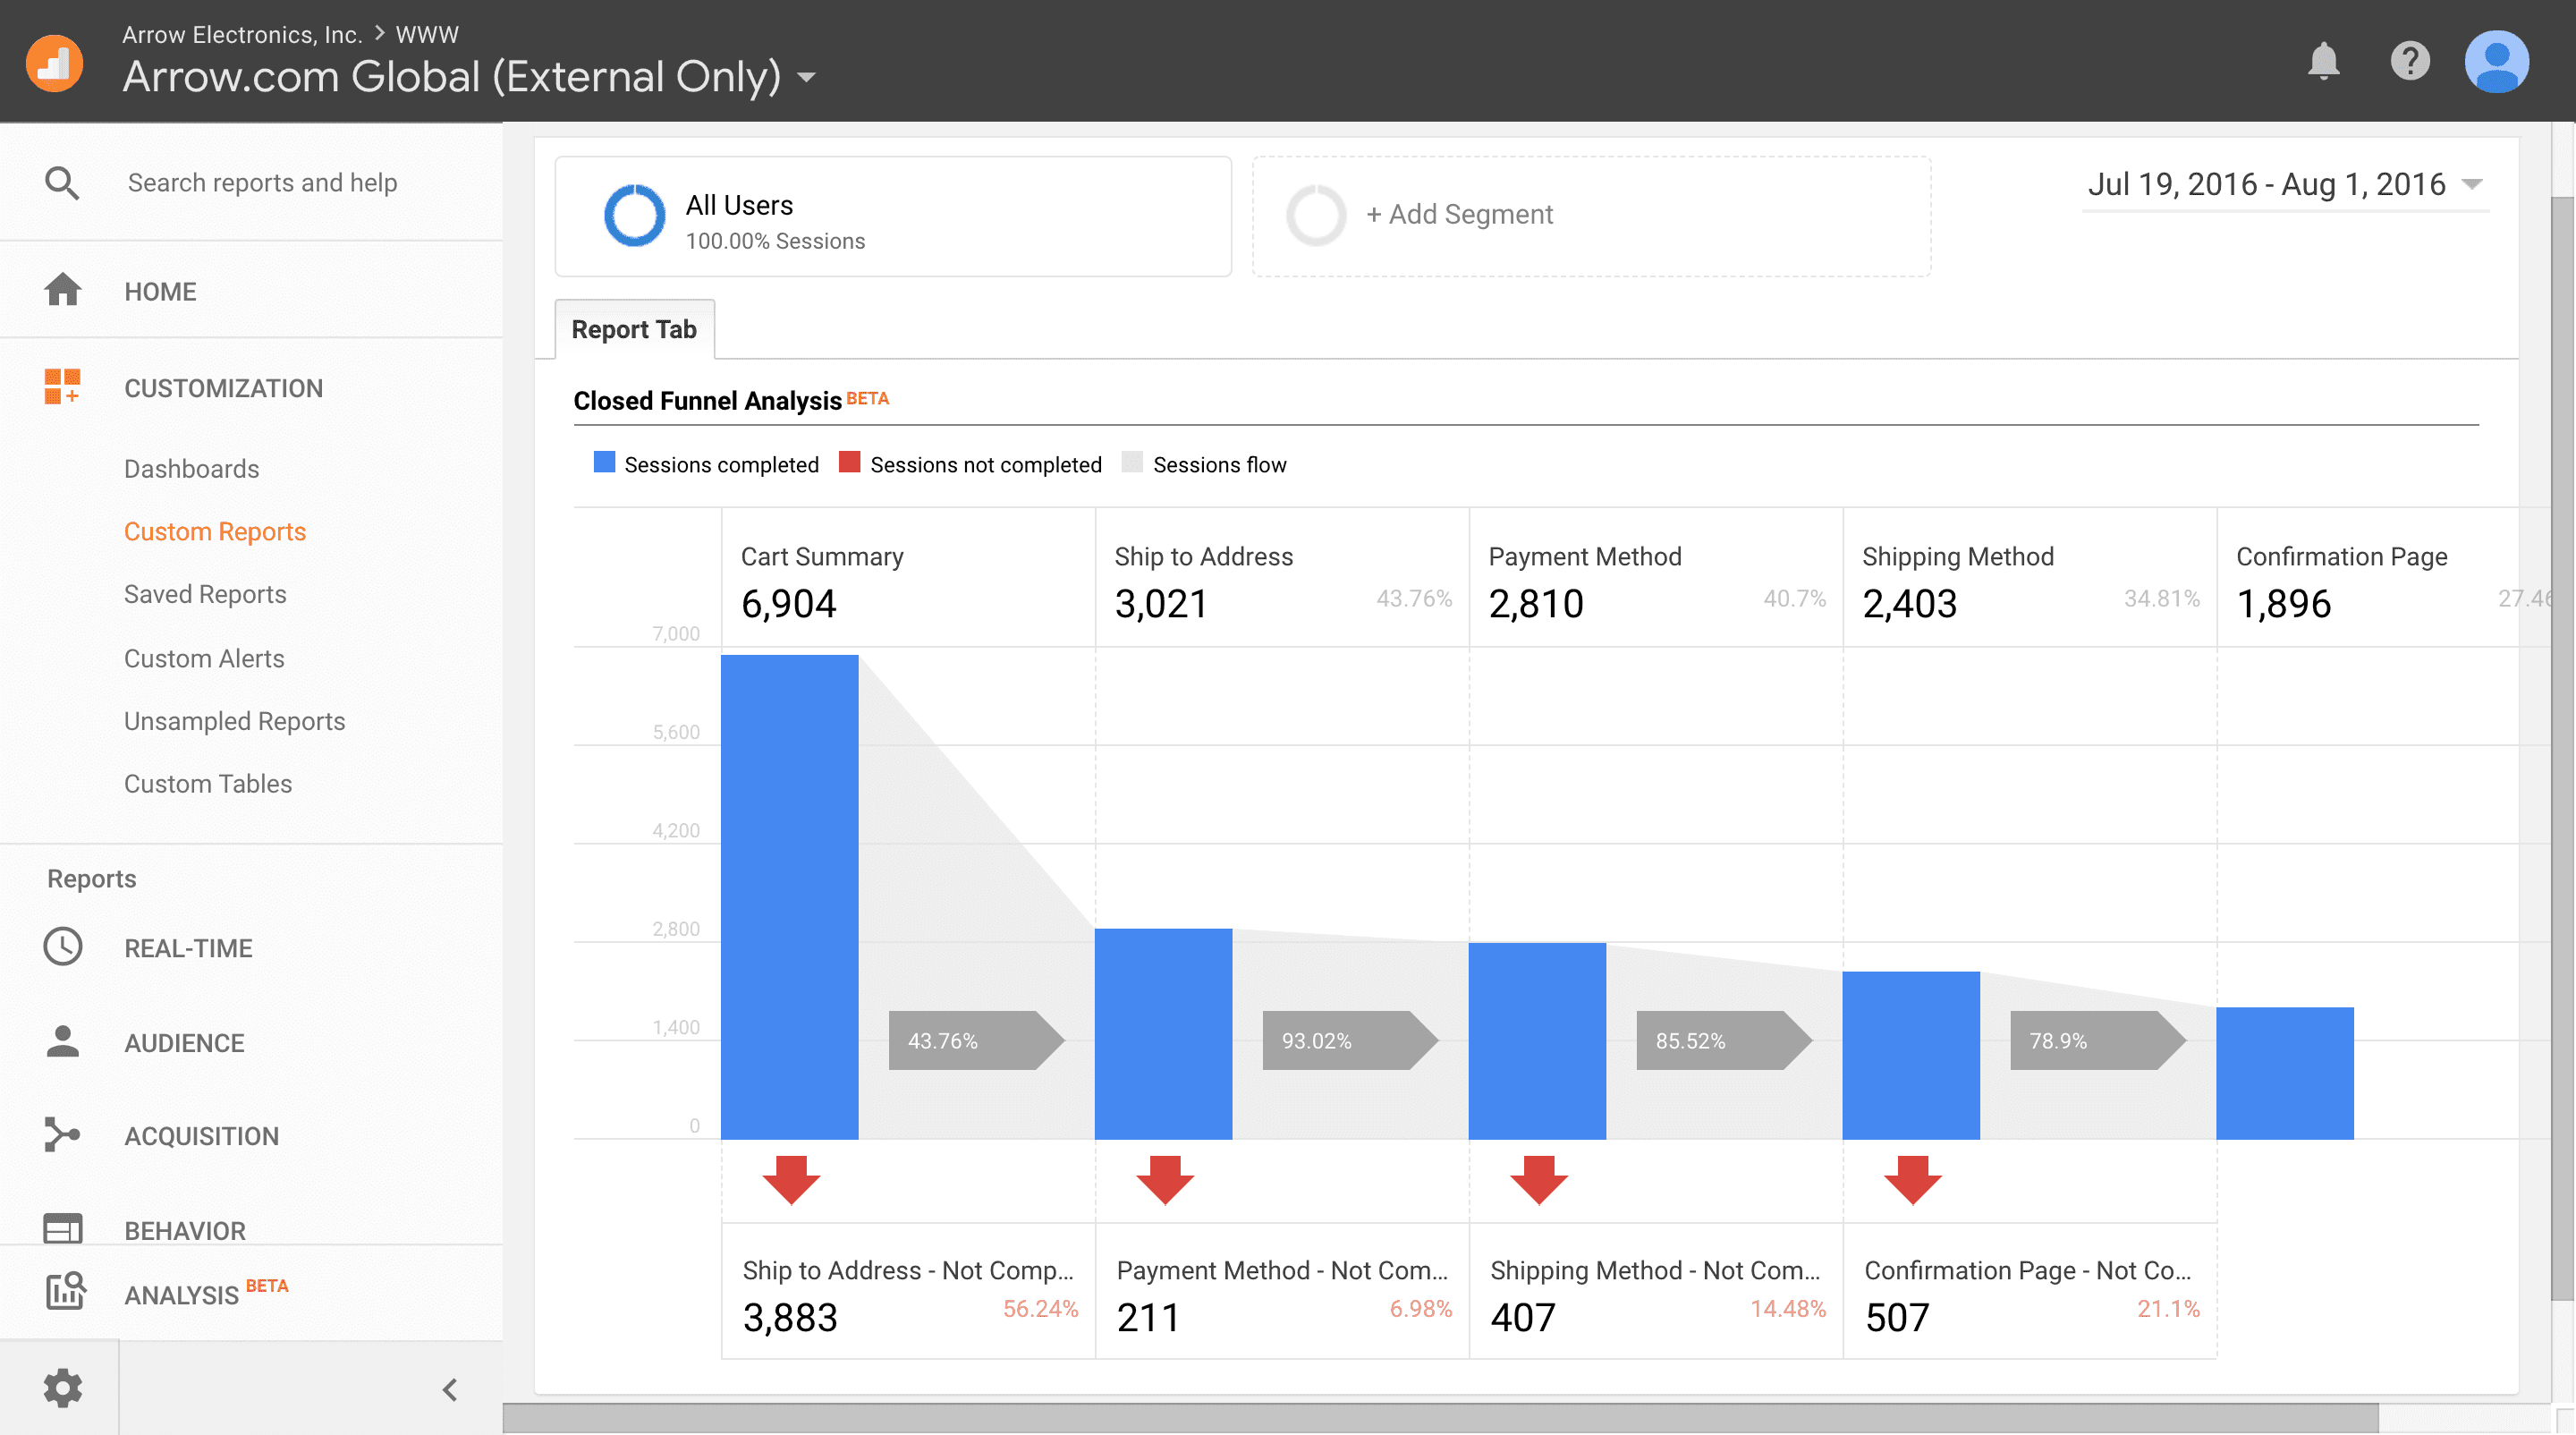 Arrow Electronics, Inc. > WWW
Arrow.com Global (External Only)
Search reports and help
HOME
CUSTOMIZATION
Dashboards
Custom Reports
Saved Reports
Custom Alerts
Unsampled Reports
Custom Tables
Reports
REAL-TIME
AUDIENCE
ACQUISITION
BEHAVIOR
ANALYSIS BETA
All Users
100.00% Sessions
+ Add Segment
Jul 19, 2016 - Aug 1, 2016
Report Tab
Closed Funnel Analysis BETA
Sessions completed Sessions not completed Sessions flow
Cart Summary Ship to Address Payment Method Shipping Method Confirmation Page
6,904 3,021 43.76% 2,810 40.7% 2,403 34.81% 1,896 27.46
7,000
5,600
4,200
2,800
1,400
0
43.76% 93.02% 85.52% 78.9%
Ship to Address - Not Comp... Payment Method - Not Com... Shipping Method - Not Com... Confirmation Page - Not Co...
3,883 56.24% 211 6.98% 407 14.48% 507 21.1%